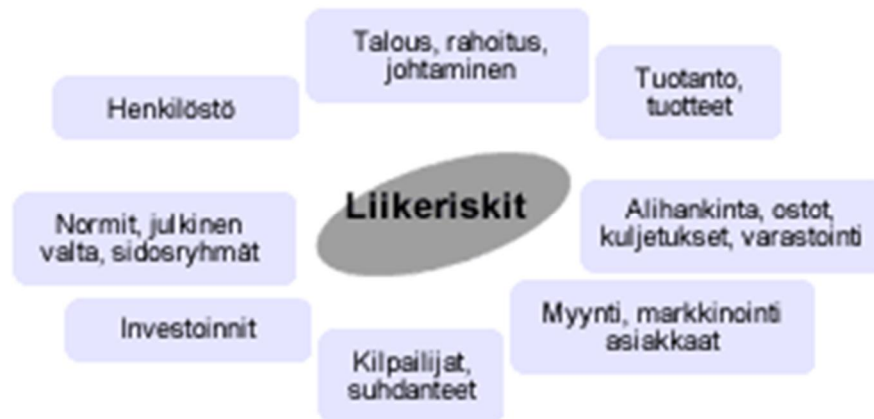 Talous, rahoitus,
johtaminen
Tuotanto,
tuotteet
Henkilöstö
Liikeriskit
Normit, julkinen
valta, sidosryhmät
Alihankinta, ostot,
kuljetukset, varastointi
Investoinnit
Myynti, markkinointi
asiakkaat
Kilpailijat,
suhdanteet